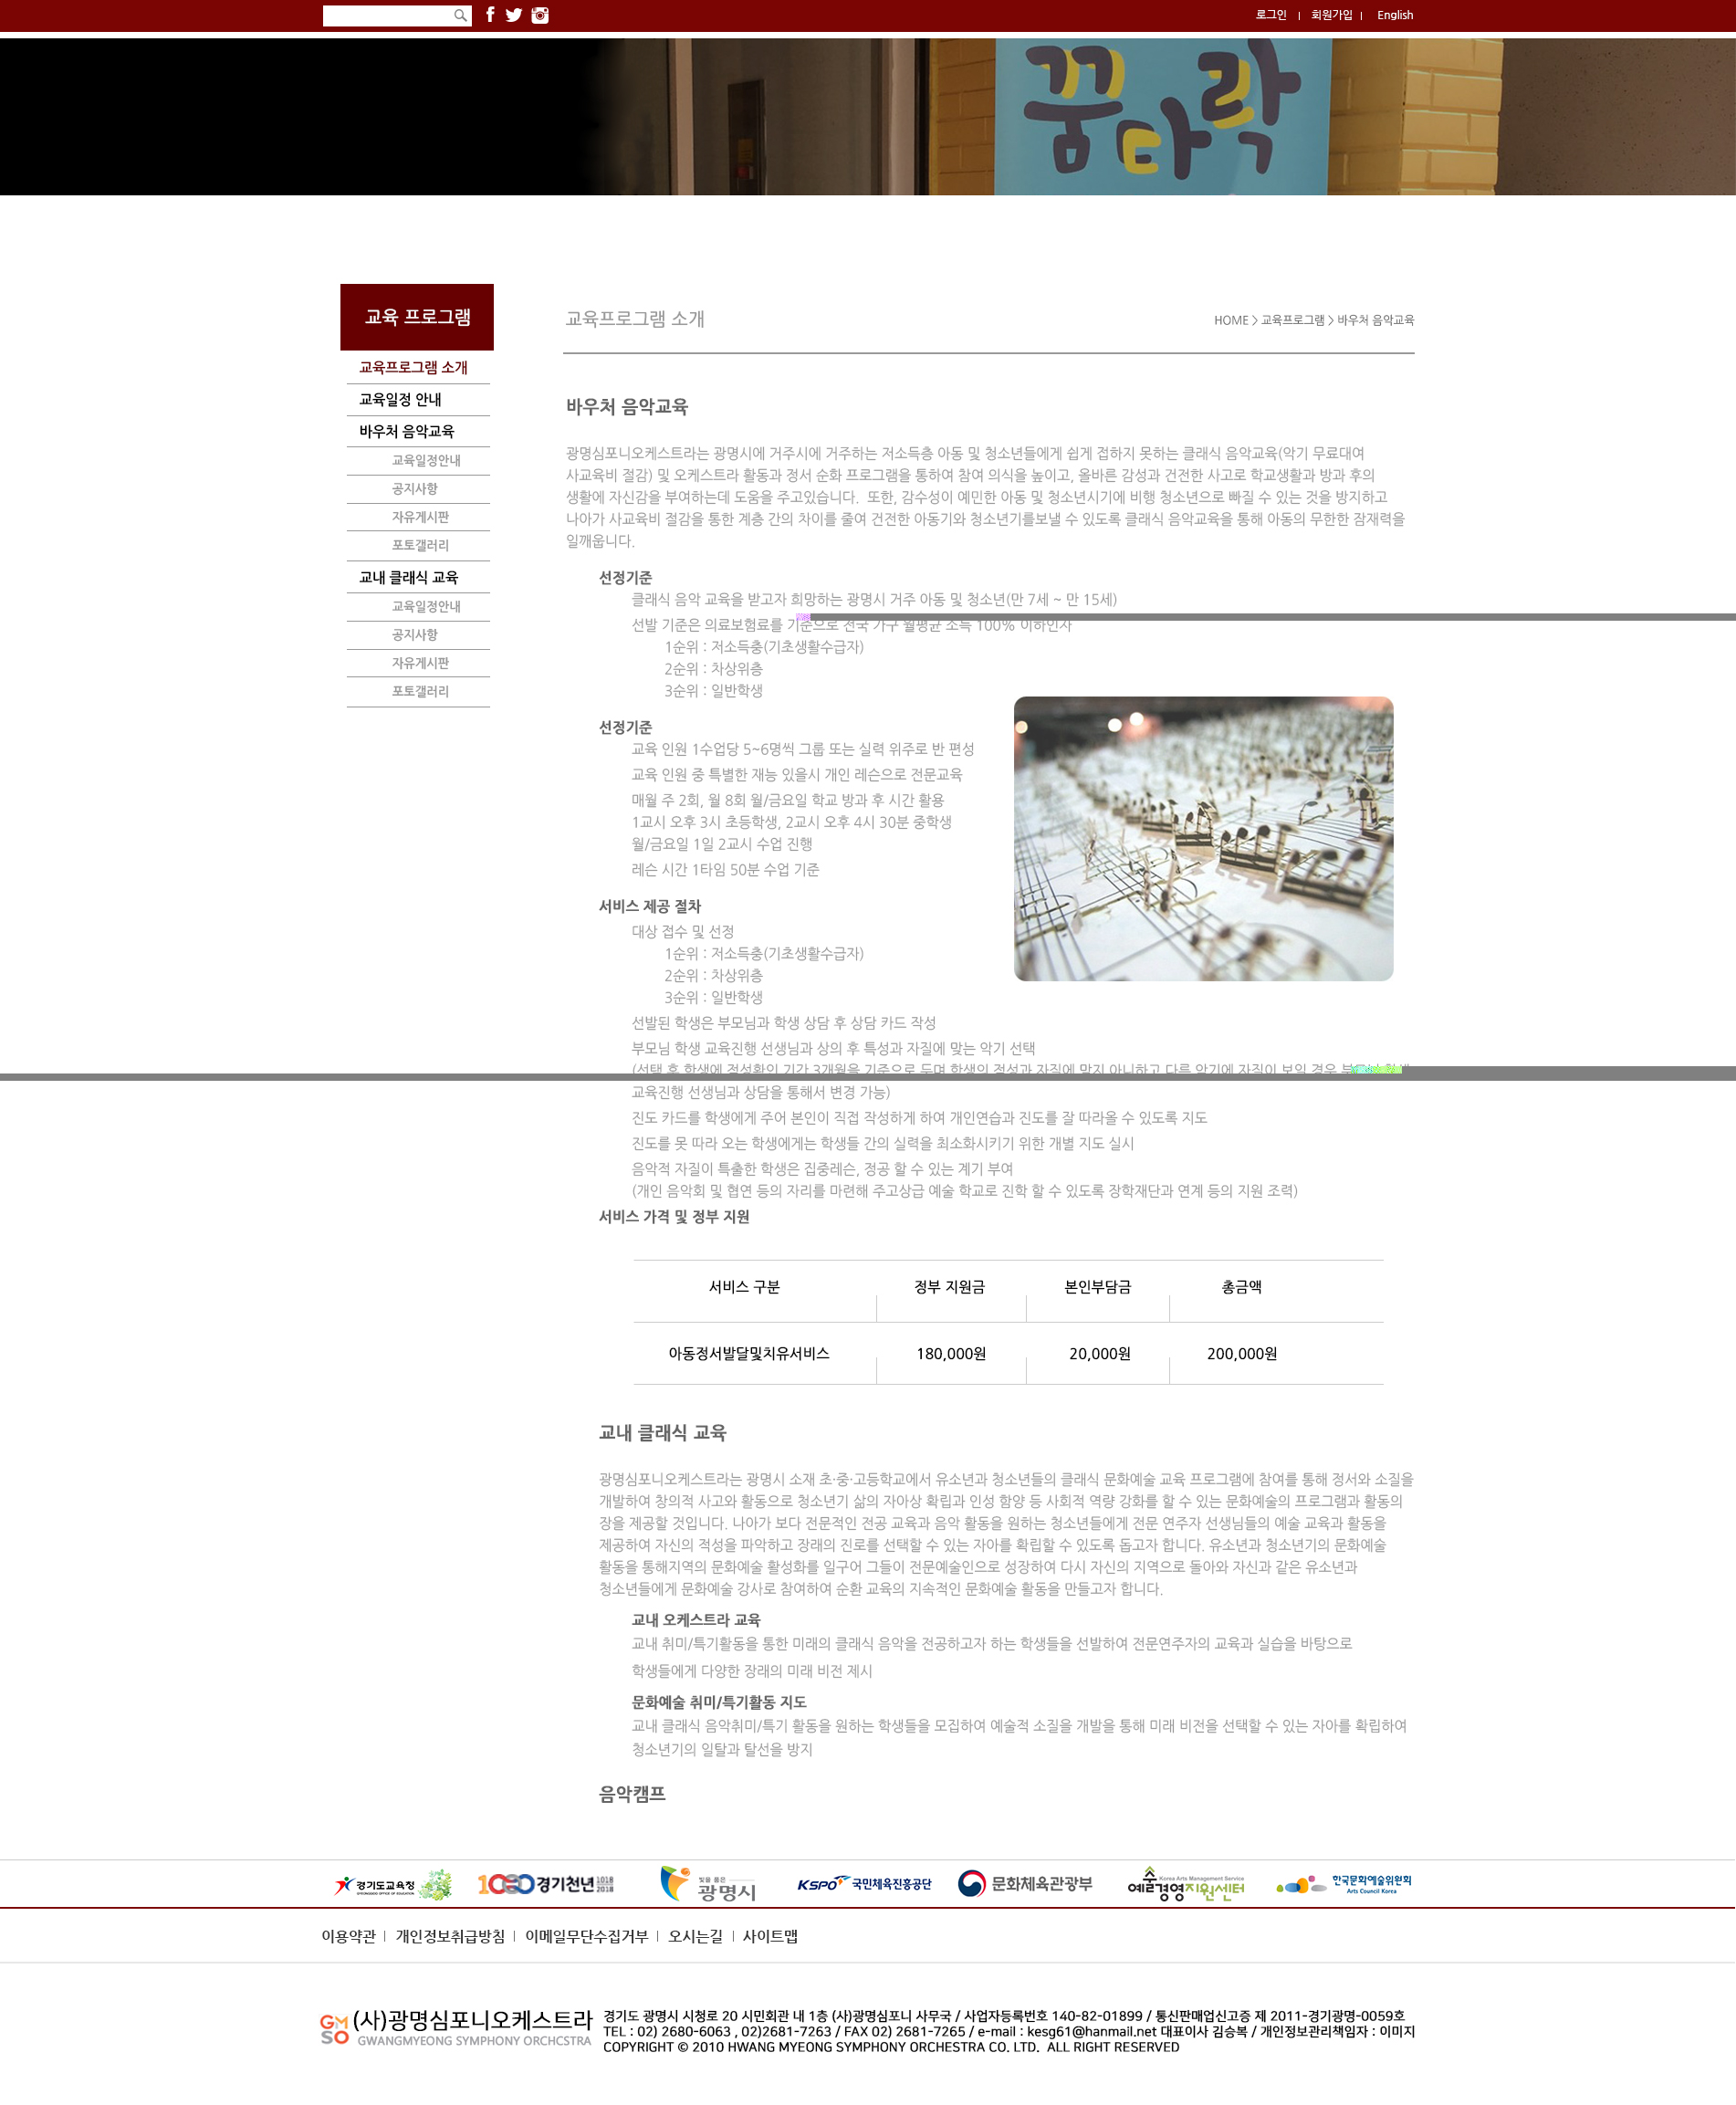 로그인 | 회원가입 | English
꿈다락
교육 프로그램
교육프로그램 소개
교육일정 안내
바우처 음악교육
교육일정안내
공지사항
자유게시판
포토갤러리
교내 클래식 교육
교육일정안내
공지사항
자유게시판
포토갤러리
교육프로그램 소개
HOME > 교육프로그램 > 바우처 음악교육
바우처 음악교육
광명심포니오케스트라는 광명시에 거주시에 거주하는 저소득층 아동 및 청소년들에게 쉽게 접하지 못하는 클래식 음악교육(악기 무료대여
사교육비 절감) 및 오케스트라 활동과 정서 순화 프로그램을 통하여 참여 의식을 높이고, 올바른 감성과 건전한 사고로 학교생활과 방과 후의
생활에 자신감을 부여하는데 도움을 주고있습니다. 또한, 감수성이 예민한 아동 및 청소년시기에 비행 청소년으로 빠질 수 있는 것을 방지하고
나아가 사교육비 절감을 통한 계층 간의 차이를 줄여 건전한 아동기와 청소년기를보낼 수 있도록 클래식 음악교육을 통해 아동의 무한한 잠재력을
일깨웁니다.
선정기준
클래식 음악 교육을 받고자 희망하는 광명시 거주 아동 및 청소년(만 7세 ~ 만 15세)
선발 기준은 의료보험료를 기준으로 전국 가구 월평균 소득 100% 이하인자
1순위 : 저소득충(기초생활수급자)
2순위 : 차상위층
3순위 : 일반학생
선정기준
교육 인원 1수업당 5~6명씩 그룹 또는 실력 위주로 반 편성
교육 인원 중 특별한 재능 있을시 개인 레슨으로 전문교육
매월 주 2회, 월 8회 월/금요일 학교 방과 후 시간 활용
1교시 오후 3시 초등학생, 2교시 오후 4시 30분 중학생
월/금요일 1일 2교시 수업 진행
레슨 시간 1타임 50분 수업 기준
서비스 제공 절차
대상 접수 및 선정
1순위 : 저소득충(기초생활수급자)
2순위 : 차상위층
3순위 : 일반학생
선발된 학생은 부모님과 학생 상담 후 상담 카드 작성
부모님 학생 교육진행 선생님과 상의 후 특성과 자질에 맞는 악기 선택
(선택 후 학생에 적성확인 기간 3개월을 기준으로 두며 학생의 적성과 자질에 맞지 아니하고 다른 악기에 자질이 보일 경우
교육진행 선생님과 상담을 통해서 변경 가능)
진도 카드를 학생에게 주어 본인이 직접 작성하게 하여 개인연습과 진도를 잘 따라올 수 있도록 지도
진도를 못 따라 오는 학생에게는 학생들 간의 실력을 최소화시키기 위한 개별 지도 실시
음악적 자질이 특출한 학생은 집중레슨, 정공 할 수 있는 계기 부여
(개인 음악회 및 협연 등의 자리를 마련해 주고상급 예술 학교로 진학 할 수 있도록 장학재단과 연계 등의 지원 조력)
서비스 가격 및 정부 지원
서비스 구분 정부 지원금 본인부담금 총금액
아동정서발달및치유서비스 180,000원 20,000원 200,000원
교내 클래식 교육
광명심포니오케스트라는 광명시 소재 초·중·고등학교에서 유소년과 청소년들의 클래식 문화예술 교육 프로그램에 참여를 통해 정서와 소질을
개발하여 창의적 사고와 활동으로 청소년기 삶의 자아상 확립과 인성 함양 등 사회적 역량 강화를 할 수 있는 문화예술의 프로그램과 활동의
장을 제공할 것입니다. 나아가 보다 전문적인 전공 교육과 음악 활동을 원하는 청소년들에게 전문 연주자 선생님들의 예술 교육과 활동을
제공하여 자신의 적성을 파악하고 장래의 진로를 선택할 수 있는 자아를 확립할 수 있도록 돕고자 합니다. 유소년과 청소년기의 문화예술
활동을 통해지역의 문화예술 활성화를 일구어 그들이 전문예술인으로 성장하여 다시 자신의 지역으로 돌아와 자신과 같은 유소년과
청소년들에게 문화예술 강사로 참여하여 순환 교육의 지속적인 문화예술 활동을 만들고자 합니다.
교내 오케스트라 교육
교내 취미/특기활동을 통한 미래의 클래식 음악을 전공하고자 하는 학생들을 선발하여 전문연주자의 교육과 실습을 바탕으로
학생들에게 다양한 장래의 미래 비전 제시
문화예술 취미/특기활동 지도
교내 클래식 음악취미/특기 활동을 원하는 학생들을 모집하여 예술적 소질을 개발을 통해 미래 비전을 선택할 수 있는 자아를 확립하여
청소년기의 일탈과 탈선을 방지
음악캠프
경기도교육청
경기천년 1018 2018
빛을 품은 광명시
KSPO 국민체육진흥공단
문화체육관광부
Korea Arts Management Service
예술경영지원센터
한국문화예술위원회
Arts Council Korea
이용약관 | 개인정보취급방침 | 이메일무단수집거부 | 오시는길 | 사이트맵
GMSO (사)광명심포니오케스트라
GWANGMYEONG SYMPHONY ORCHCSTRA
경기도 광명시 시청로 20 시민회관 내 1층 (사)광명심포니 사무국 / 사업자등록번호 140-82-01899 / 통신판매업신고증 제 2011-경기광명-0059호
TEL : 02) 2680-6063 , 02)2681-7263 / FAX 02) 2681-7265 / e-mail : kesg61@hanmail.net 대표이사 김승복 / 개인정보관리책임자 : 이미지
COPYRIGHT © 2010 HWANG MYEONG SYMPHONY ORCHESTRA CO. LTD. ALL RIGHT RESERVED